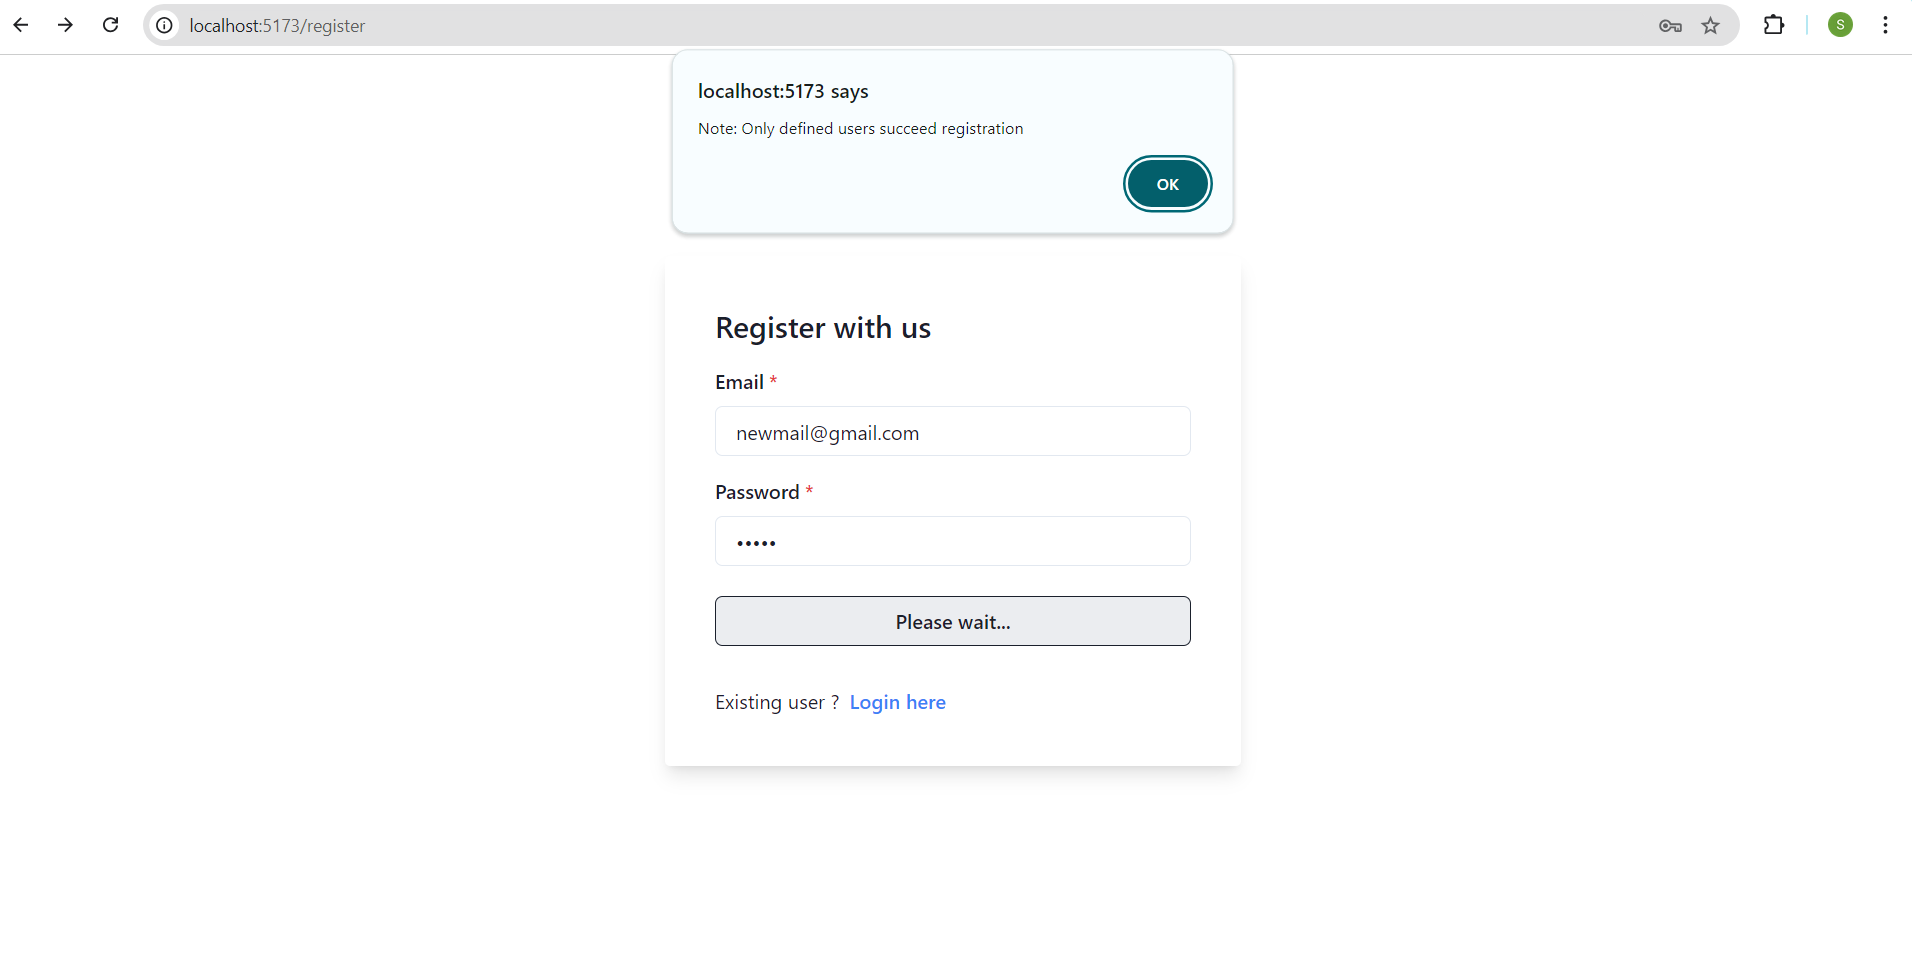 localhost:5173/register
S
localhost:5173 says
Note: Only defined users succeed registration
OK
Register with us
Email *
newmail@gmail.com
Password *
•••••
Please wait...
Existing user ? Login here